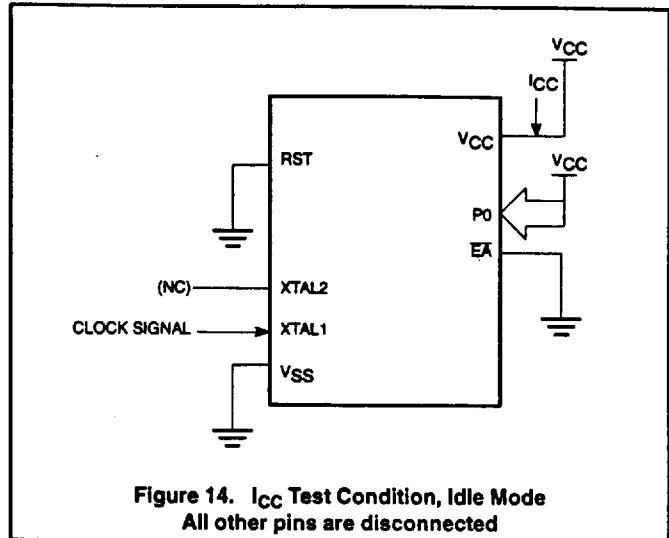 VCC
ICC
VCC
RST
VCC
P0
EA
(NC)
XTAL2
CLOCK SIGNAL
XTAL1
VSS
Figure 14. ICC Test Condition, Idle Mode
All other pins are disconnected